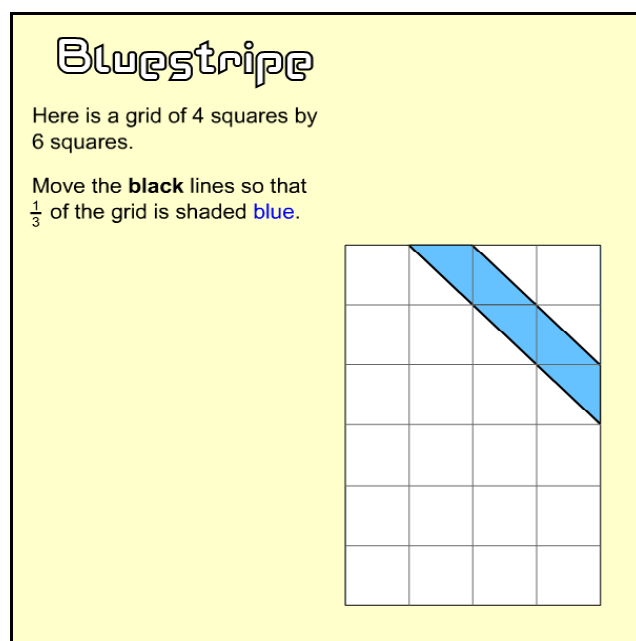 Bluestripe
Here is a grid of 4 squares by
6 squares.
Move the black lines so that
1/3 of the grid is shaded blue.